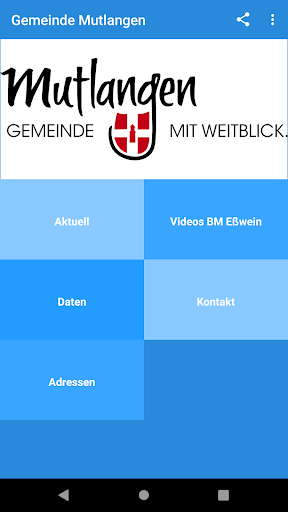 Gemeinde Mutlangen
Mutlangen
GEMEINDE MIT WEITBLICK.
Aktuell
Videos BM Eßwein
Daten
Kontakt
Adressen